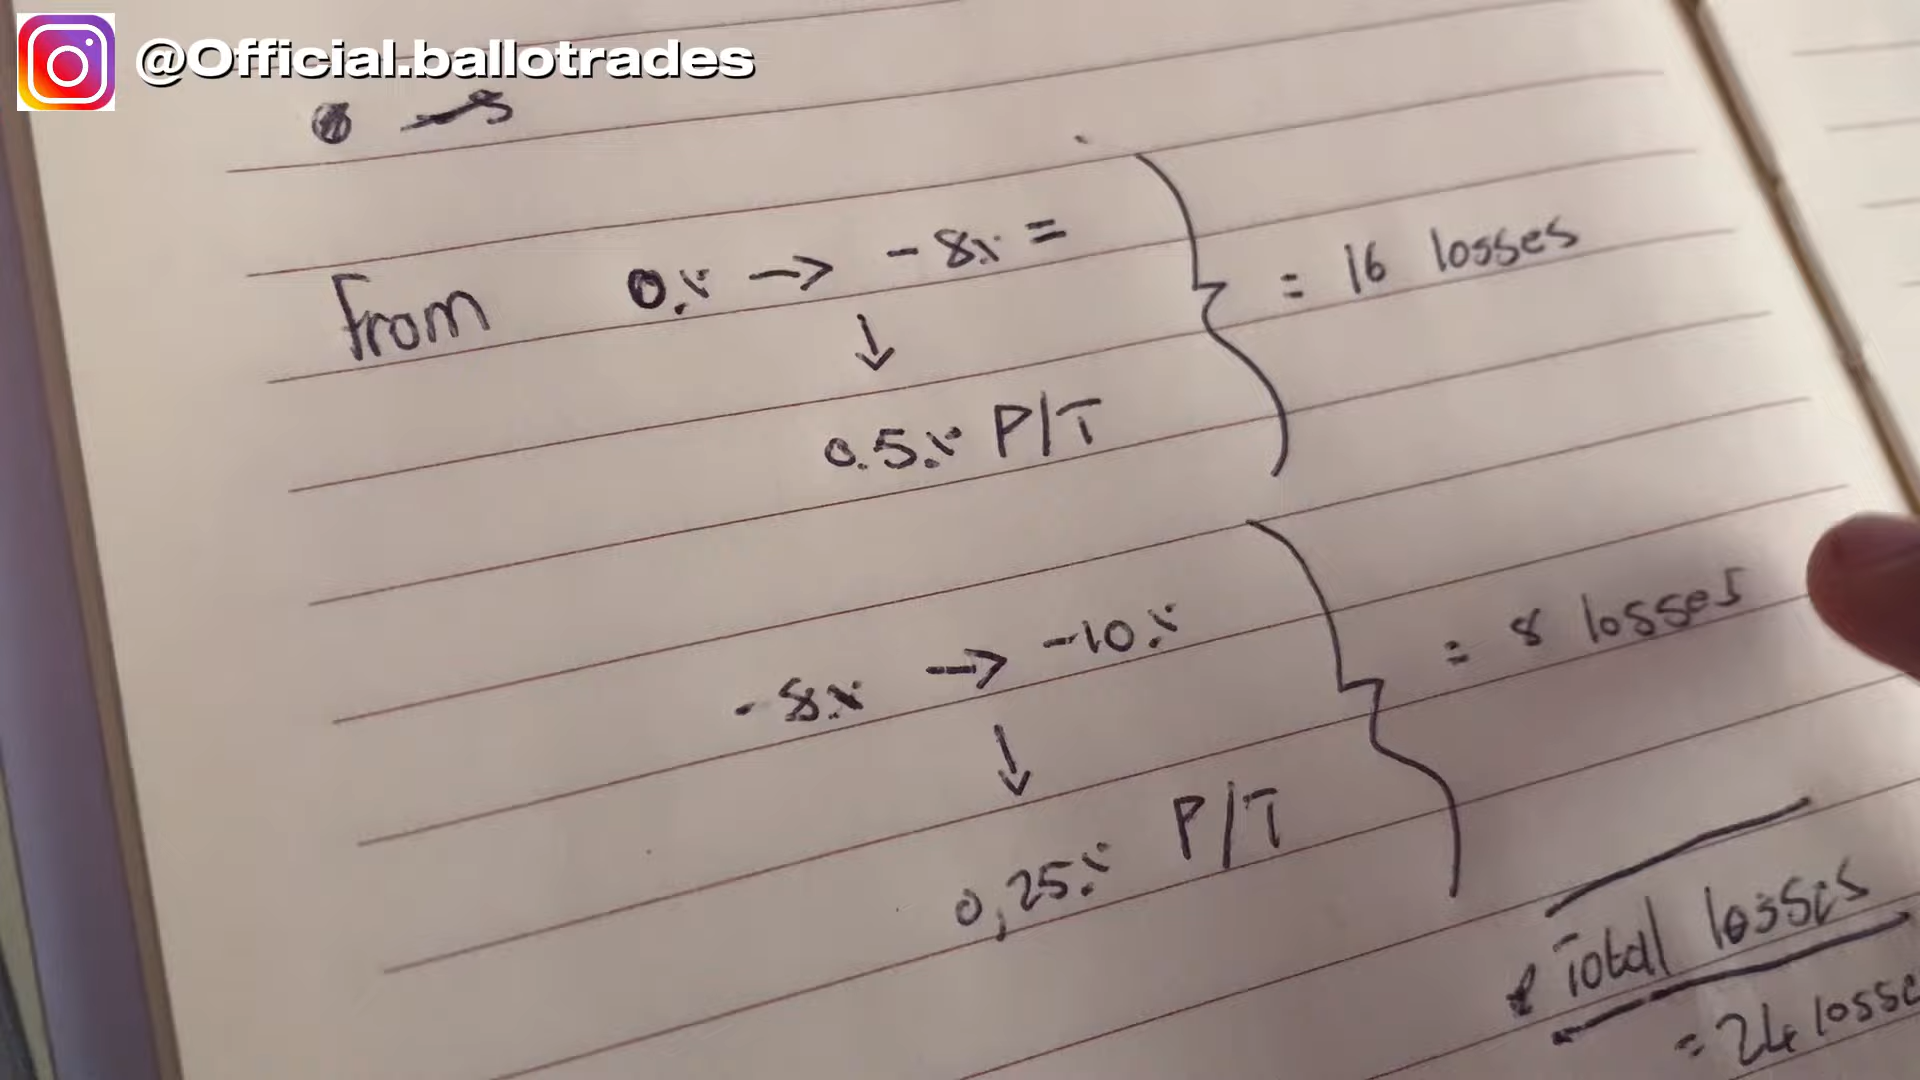 @Official.ballotrades
From 0% → -8% = = 16 losses
↓
0.5% P/T
-8% → -10% = 8 losses
↓
0,25% P/T
Total losses
= 24 losse